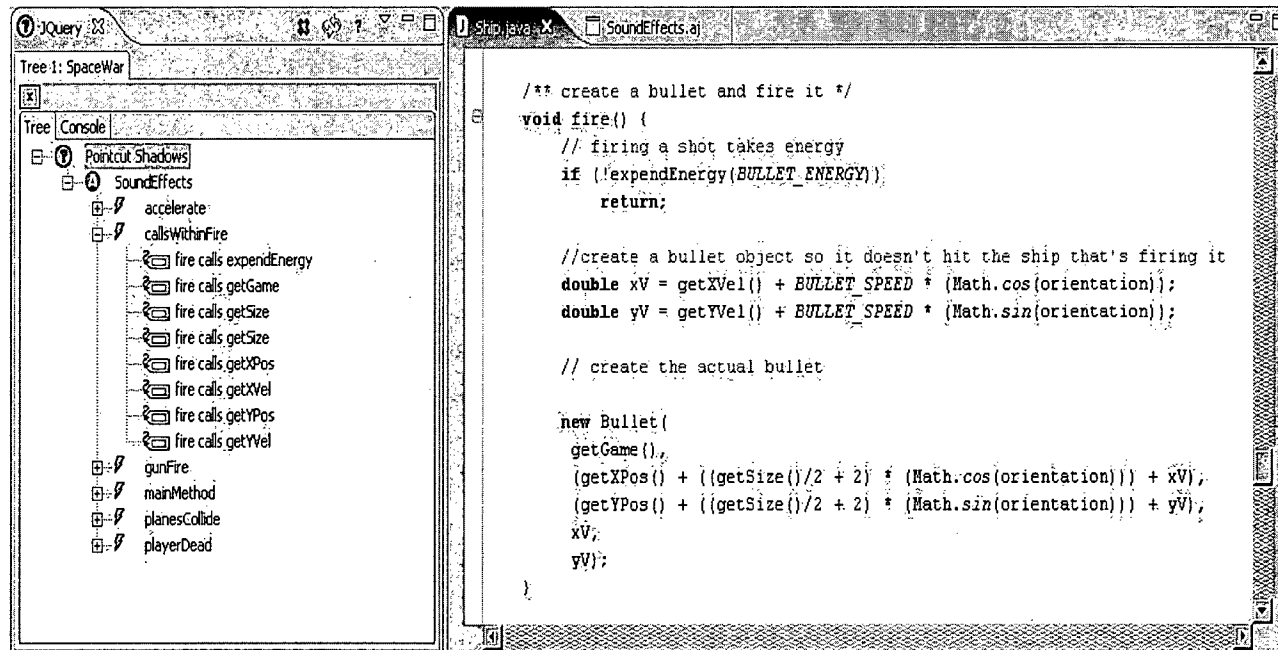 JQuery
Tree 1: SpaceWar
Tree Console
Pointcut Shadows
SoundEffects
accelerate
callsWithinFire
fire calls expendEnergy
fire calls getGame
fire calls getSize
fire calls getSize
fire calls getXPos
fire calls getXVel
fire calls getYPos
fire calls getYVel
gunFire
mainMethod
planesCollide
playerDead
Ship.java SoundEffects.aj
/** create a bullet and fire it */
void fire() {
// firing a shot takes energy
if (!expendEnergy(BULLET_ENERGY))
return;
//create a bullet object so it doesn't hit the ship that's firing it
double xV = getXVel() + BULLET_SPEED * (Math.cos(orientation));
double yV = getYVel() + BULLET_SPEED * (Math.sin(orientation));
// create the actual bullet
new Bullet(
getGame(),
(getXPos() + ((getSize()/2 + 2) * (Math.cos(orientation))) + xV),
(getYPos() + ((getSize()/2 + 2) * (Math.sin(orientation))) + yV),
xV,
yV);
}